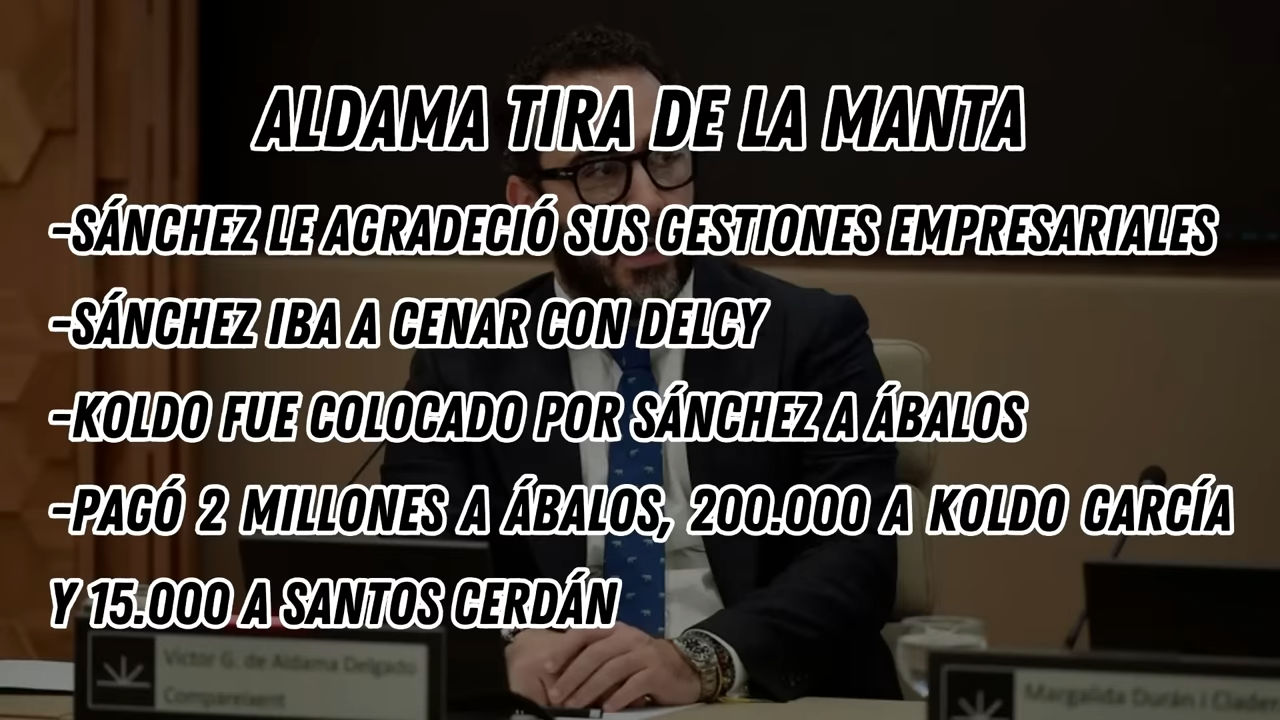 ALDAMA TIRA DE LA MANTA
-SÁNCHEZ LE AGRADECIÓ SUS GESTIONES EMPRESARIALES
-SÁNCHEZ IBA A CENAR CON DELCY
-KOLDO FUE COLOCADO POR SÁNCHEZ A ÁBALOS
-PAGÓ 2 MILLONES A ÁBALOS, 200.000 A KOLDO GARCÍA
Y 15.000 A SANTOS CERDÁN
Víctor G. de Aldama Delgado
Compareixent
Margalida Durán i Clader